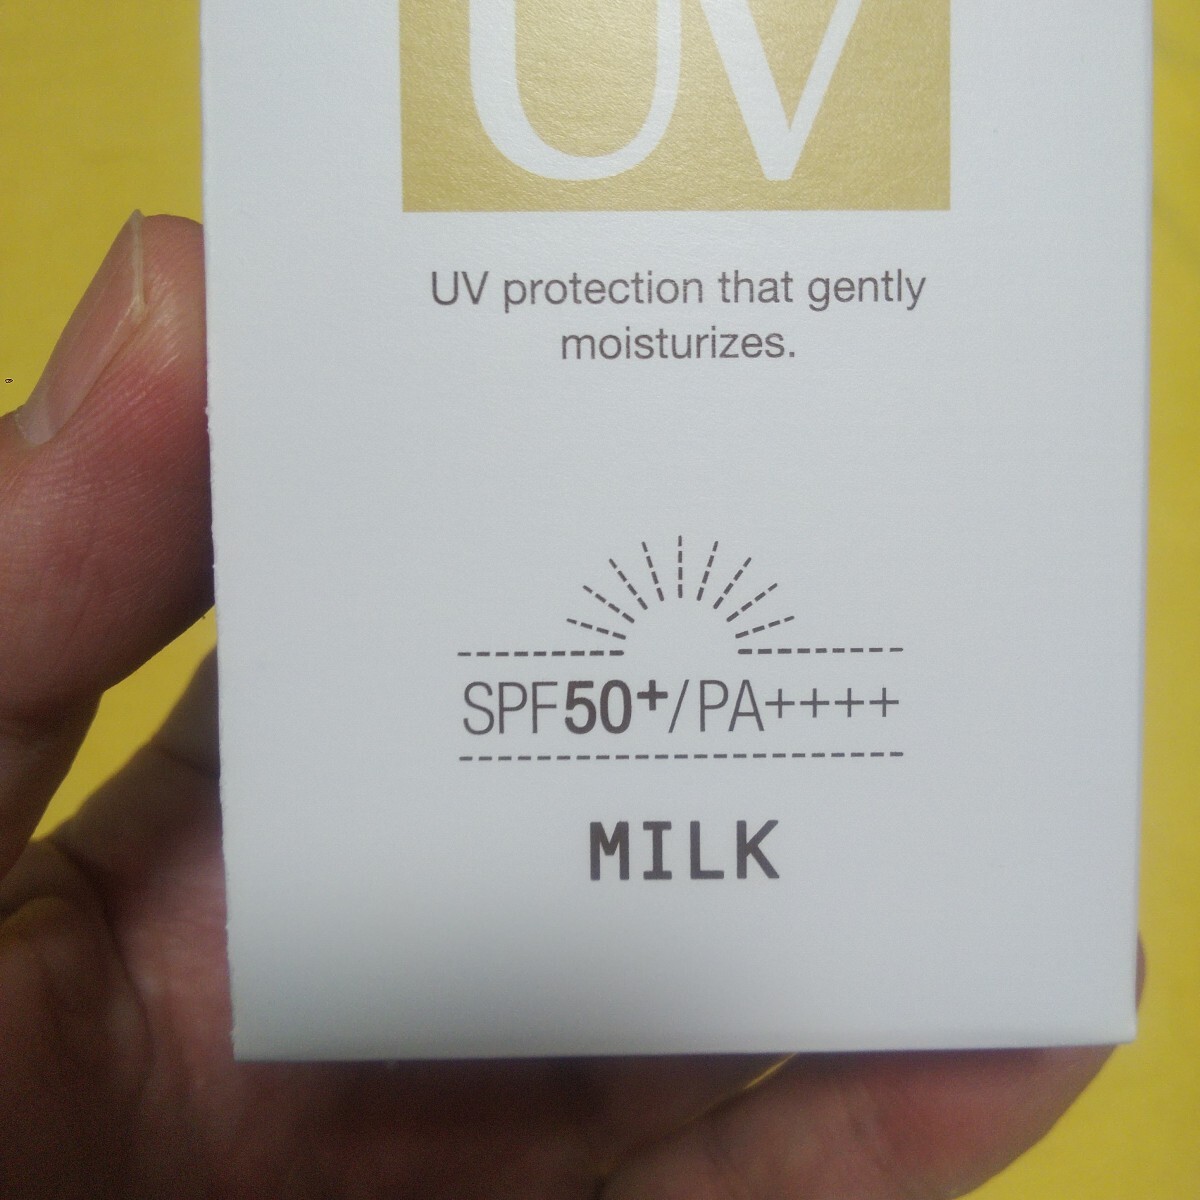 UV
UV protection that gently
moisturizes.
SPF50+/PA++++
MILK